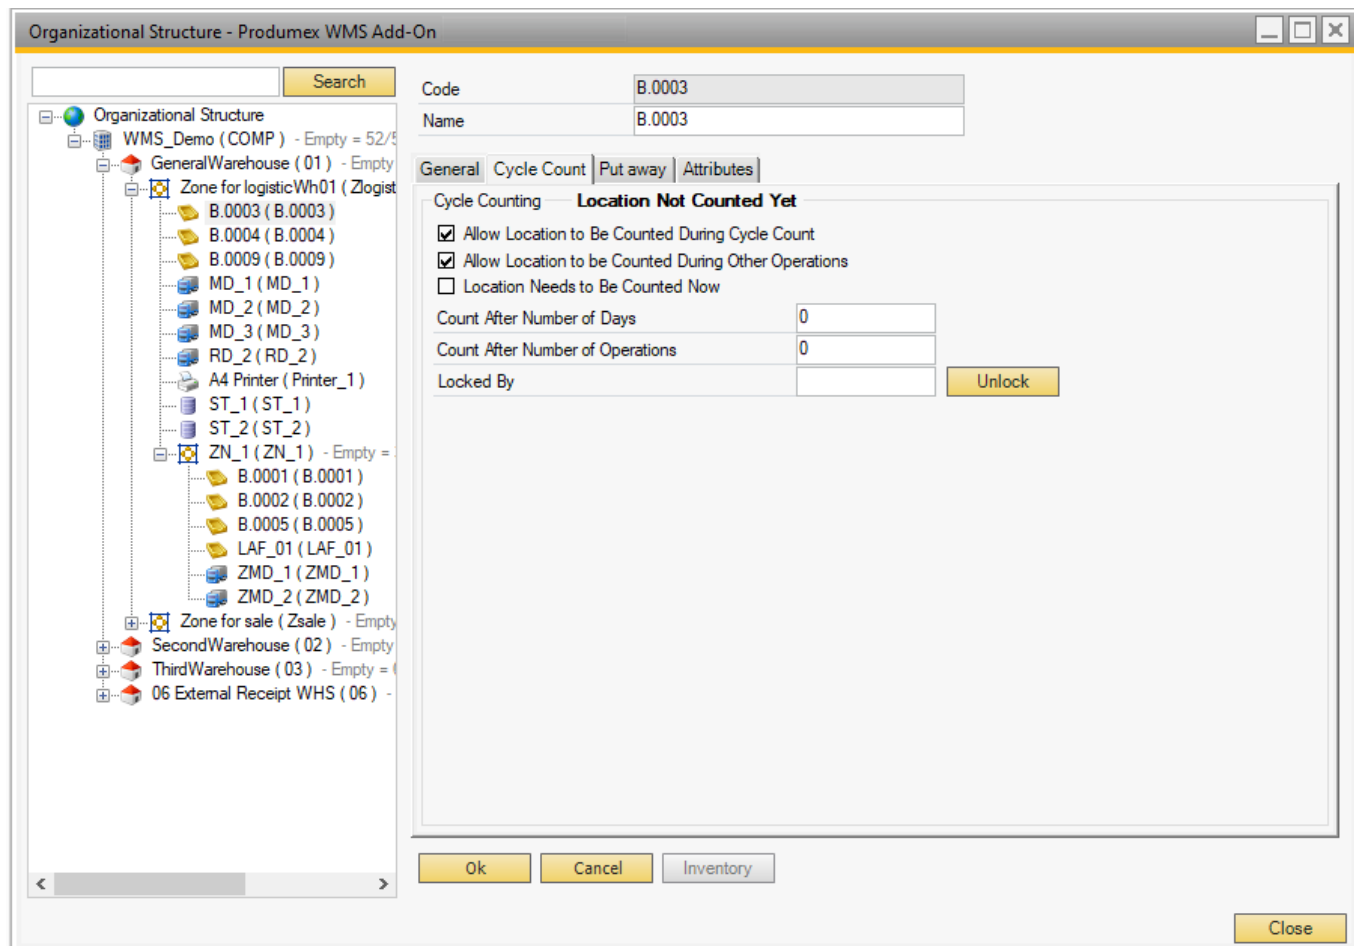 Organizational Structure - Produmex WMS Add-On
Search
Organizational Structure
WMS_Demo ( COMP ) - Empty = 52/
GeneralWarehouse ( 01 ) - Empty
Zone for logisticWh01 ( Zlogist
B.0003 ( B.0003 )
B.0004 ( B.0004 )
B.0009 ( B.0009 )
MD_1 ( MD_1 )
MD_2 ( MD_2 )
MD_3 ( MD_3 )
RD_2 ( RD_2 )
A4 Printer ( Printer_1 )
ST_1 ( ST_1 )
ST_2 ( ST_2 )
ZN_1 ( ZN_1 ) - Empty =
B.0001 ( B.0001 )
B.0002 ( B.0002 )
B.0005 ( B.0005 )
LAF_01 ( LAF_01 )
ZMD_1 ( ZMD_1 )
ZMD_2 ( ZMD_2 )
Zone for sale ( Zsale ) - Empty
SecondWarehouse ( 02 ) - Empty
ThirdWarehouse ( 03 ) - Empty =
06 External Receipt WHS ( 06 ) -
Code B.0003
Name B.0003
General Cycle Count Put away Attributes
Cycle Counting Location Not Counted Yet
Allow Location to Be Counted During Cycle Count
Allow Location to be Counted During Other Operations
Location Needs to Be Counted Now
Count After Number of Days 0
Count After Number of Operations 0
Locked By Unlock
Ok Cancel Inventory
Close